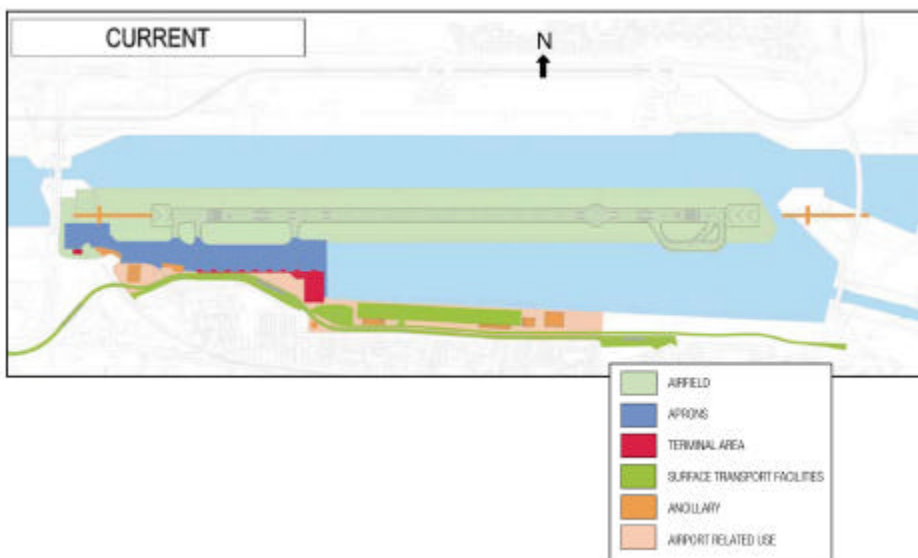 CURRENT
N
AIRFIELD
APRONS
TERMINAL AREA
SURFACE TRANSPORT FACILITIES
ANCILLARY
AIRPORT RELATED USE